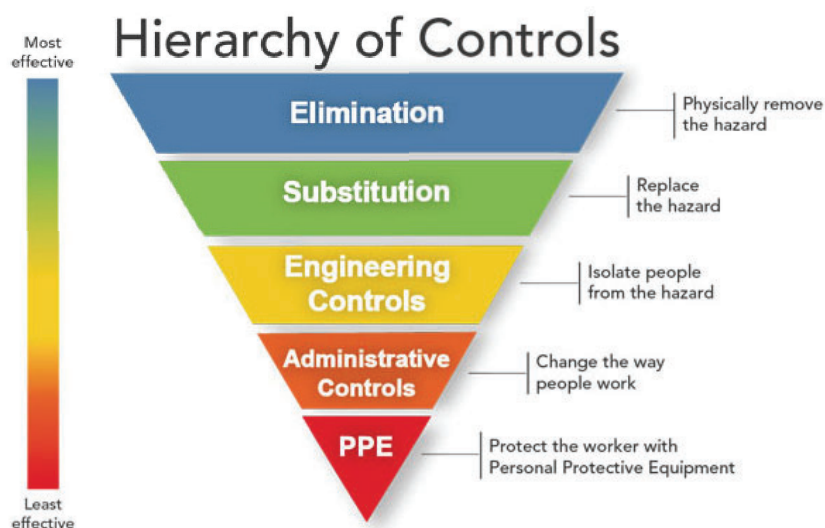 Hierarchy of Controls
Most
effective
Elimination
Physically remove
the hazard
Substitution
Replace
the hazard
Engineering
Controls
Isolate people
from the hazard
Administrative
Controls
Change the way
people work
PPE
Protect the worker with
Personal Protective Equipment
Least
effective